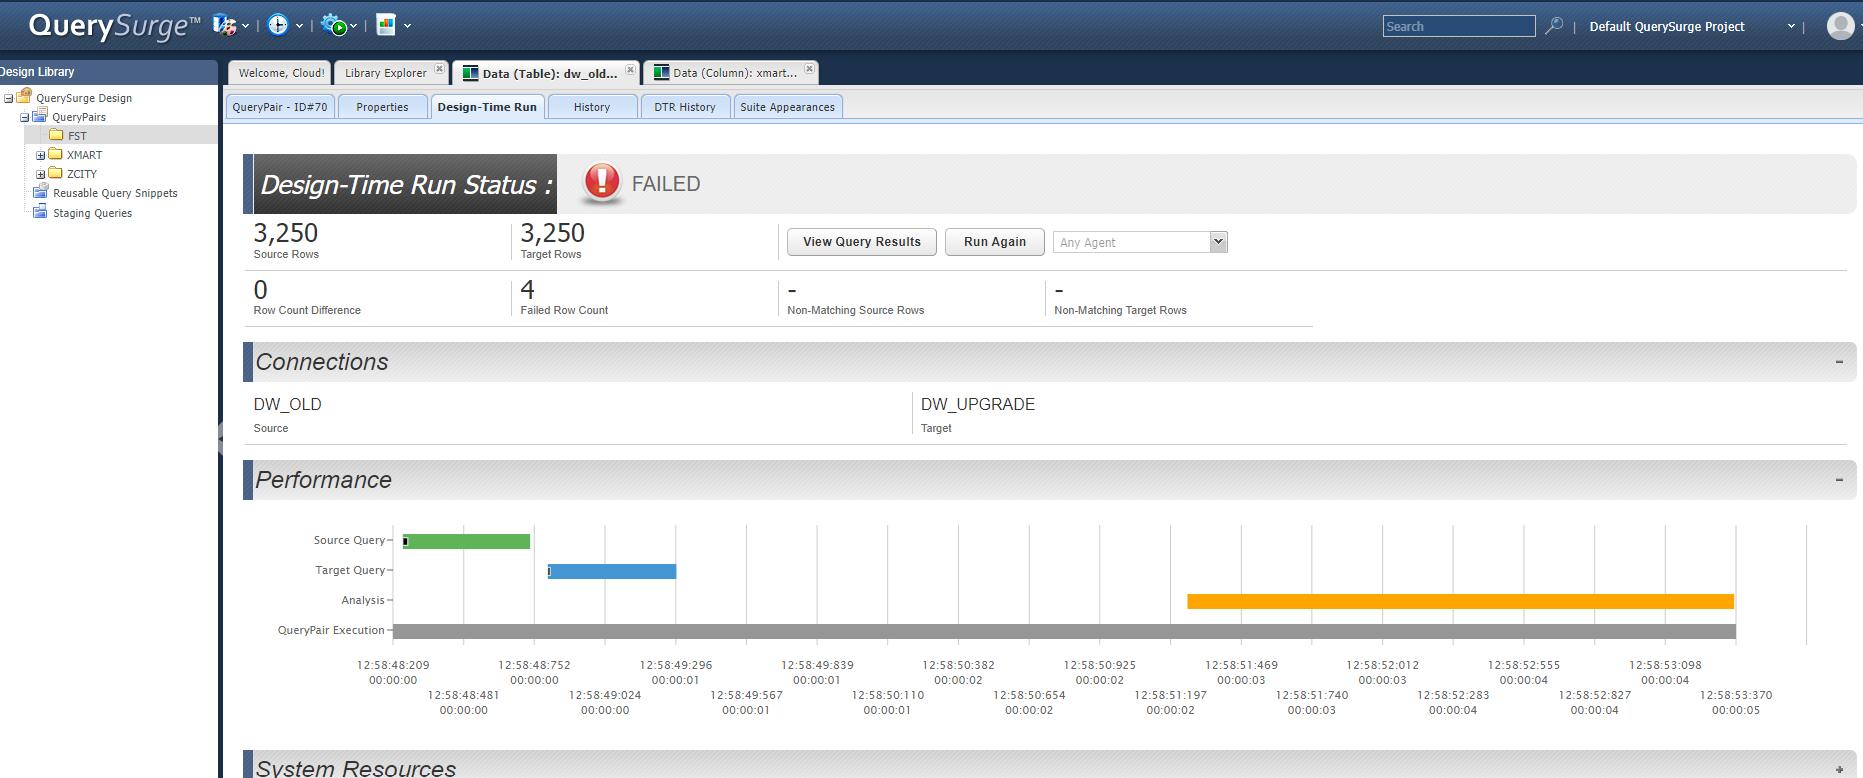 QuerySurge™
Search
Default QuerySurge Project
Design Library
QuerySurge Design
QueryPairs
FST
XMART
ZCITY
Reusable Query Snippets
Staging Queries
Welcome, Cloud!
Library Explorer
Data (Table): dw_old...
Data (Column): xmart...
QueryPair - ID#70
Properties
Design-Time Run
History
DTR History
Suite Appearances
Design-Time Run Status :
FAILED
3,250
Source Rows
3,250
Target Rows
View Query Results
Run Again
Any Agent
0
Row Count Difference
4
Failed Row Count
-
Non-Matching Source Rows
-
Non-Matching Target Rows
Connections
DW_OLD
Source
DW_UPGRADE
Target
Performance
Source Query
Target Query
Analysis
QueryPair Execution
12:58:48:209 12:58:48:752 12:58:49:296 12:58:49:839 12:58:50:382 12:58:50:925 12:58:51:469 12:58:52:012 12:58:52:555 12:58:53:098
00:00:00 00:00:00 00:00:01 00:00:01 00:00:02 00:00:02 00:00:03 00:00:03 00:00:04 00:00:04
12:58:48:481 12:58:49:024 12:58:49:567 12:58:50:110 12:58:50:654 12:58:51:197 12:58:51:740 12:58:52:283 12:58:52:827 12:58:53:370
00:00:00 00:00:00 00:00:01 00:00:01 00:00:02 00:00:02 00:00:03 00:00:04 00:00:04 00:00:05
System Resources